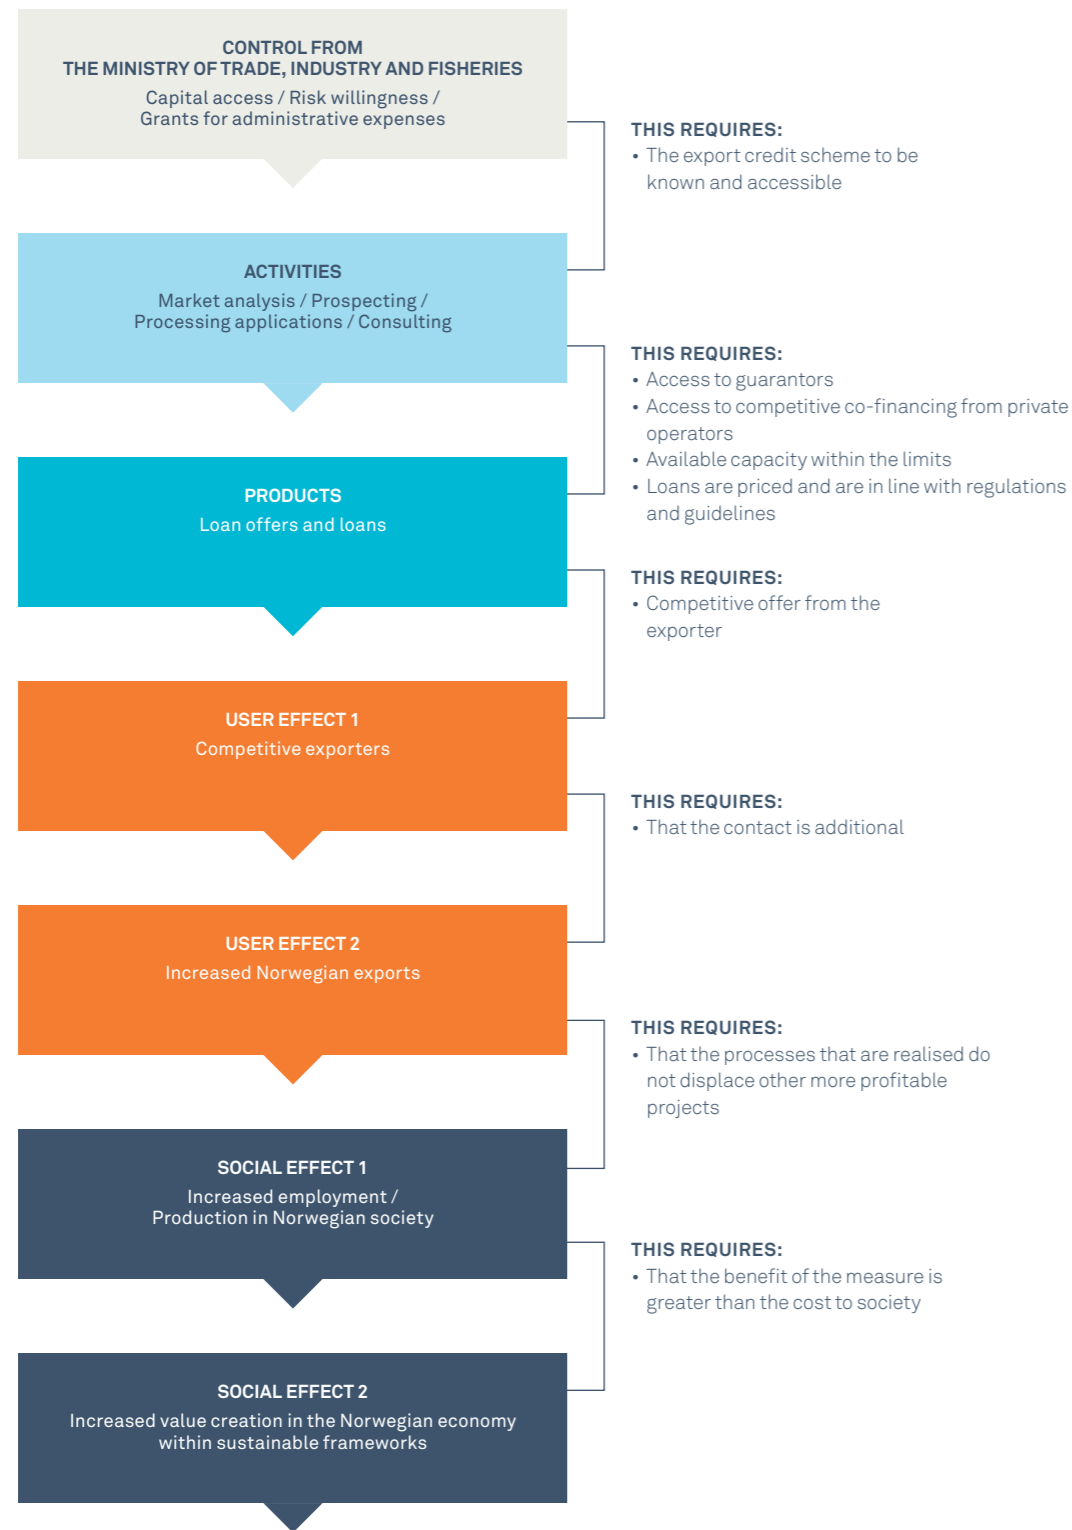 CONTROL FROM
THE MINISTRY OF TRADE, INDUSTRY AND FISHERIES
Capital access / Risk willingness /
Grants for administrative expenses
THIS REQUIRES:
• The export credit scheme to be
known and accessible
ACTIVITIES
Market analysis / Prospecting /
Processing applications / Consulting
THIS REQUIRES:
• Access to guarantors
• Access to competitive co-financing from private
operators
• Available capacity within the limits
• Loans are priced and are in line with regulations
and guidelines
PRODUCTS
Loan offers and loans
THIS REQUIRES:
• Competitive offer from the
exporter
USER EFFECT 1
Competitive exporters
THIS REQUIRES:
• That the contact is additional
USER EFFECT 2
Increased Norwegian exports
THIS REQUIRES:
• That the processes that are realised do
not displace other more profitable
projects
SOCIAL EFFECT 1
Increased employment /
Production in Norwegian society
THIS REQUIRES:
• That the benefit of the measure is
greater than the cost to society
SOCIAL EFFECT 2
Increased value creation in the Norwegian economy
within sustainable frameworks